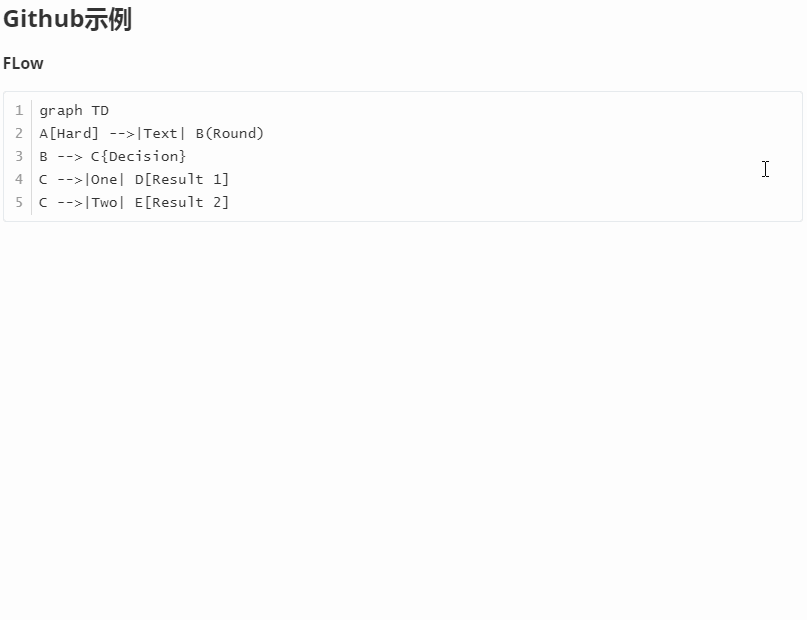 Github示例
FLow
1 graph TD
2 A[Hard] -->|Text| B(Round)
3 B --> C{Decision}
4 C -->|One| D[Result 1]
5 C -->|Two| E[Result 2]